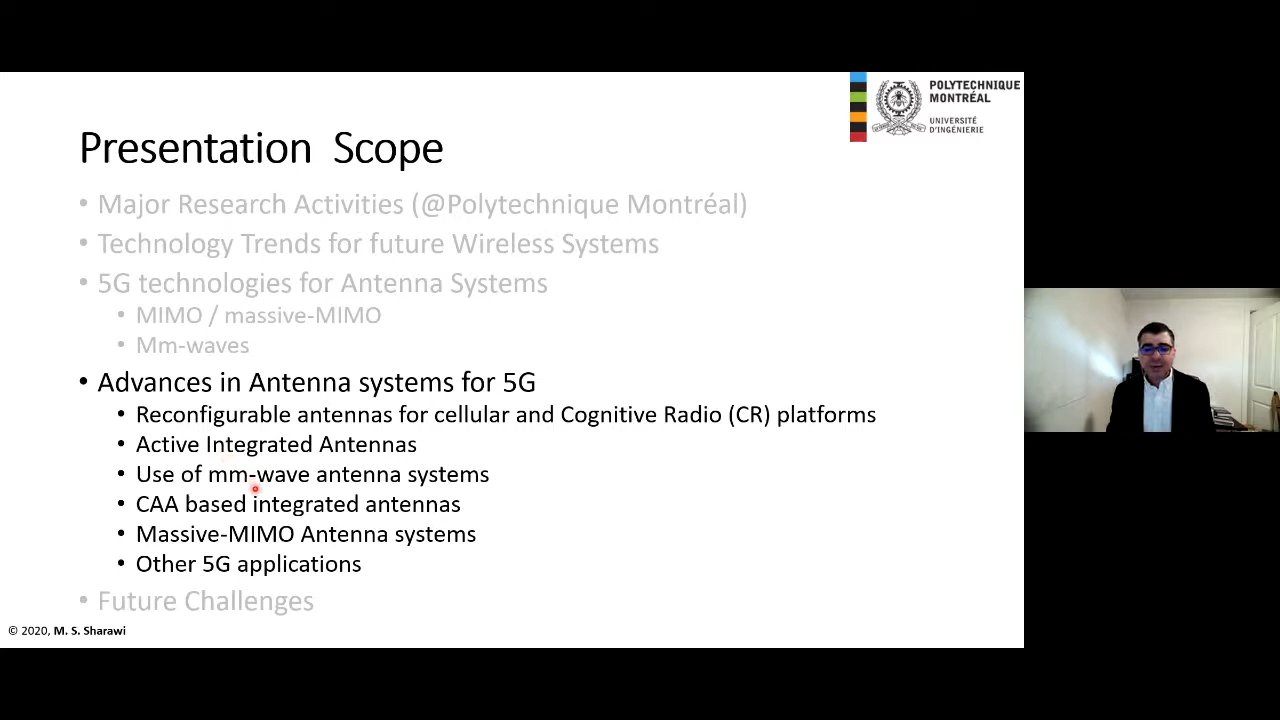 POLYTECHNIQUE
MONTRÉAL
UNIVERSITÉ
D'INGÉNIERIE
Presentation Scope
• Major Research Activities (@Polytechnique Montréal)
• Technology Trends for future Wireless Systems
• 5G technologies for Antenna Systems
• MIMO / massive-MIMO
• Mm-waves
• Advances in Antenna systems for 5G
• Reconfigurable antennas for cellular and Cognitive Radio (CR) platforms
• Active Integrated Antennas
• Use of mm-wave antenna systems
• CAA based integrated antennas
• Massive-MIMO Antenna systems
• Other 5G applications
• Future Challenges
© 2020, M. S. Sharawi